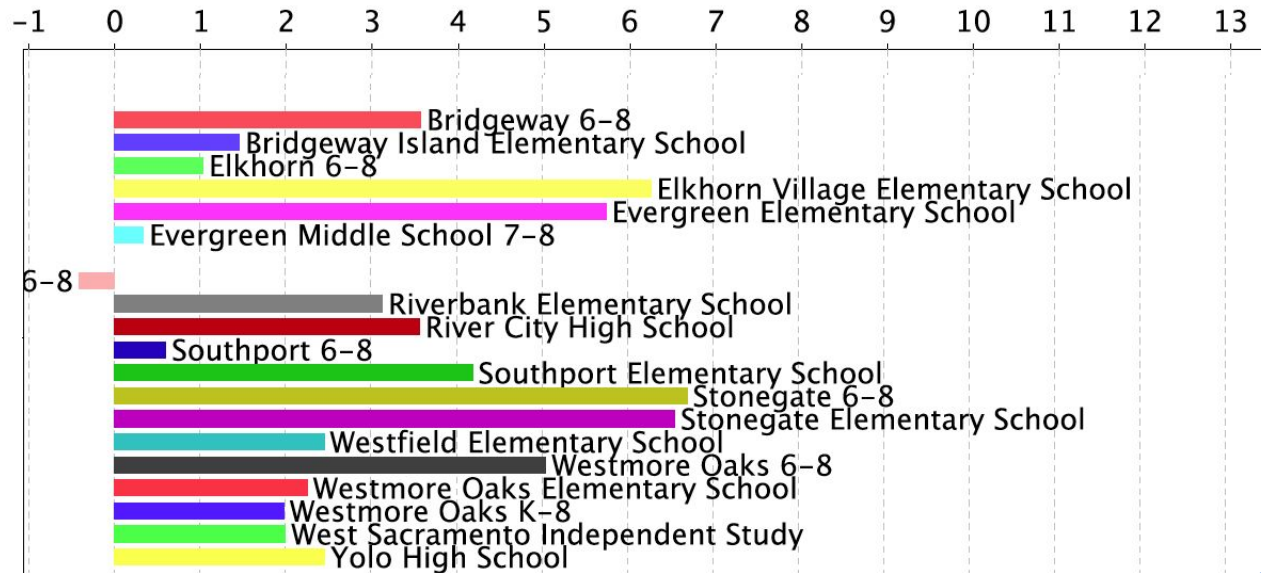 -1 0 1 2 3 4 5 6 7 8 9 10 11 12 13
Bridgeway 6-8
Bridgeway Island Elementary School
Elkhorn 6-8
Elkhorn Village Elementary School
Evergreen Elementary School
Evergreen Middle School 7-8
6-8
Riverbank Elementary School
River City High School
Southport 6-8
Southport Elementary School
Stonegate 6-8
Stonegate Elementary School
Westfield Elementary School
Westmore Oaks 6-8
Westmore Oaks Elementary School
Westmore Oaks K-8
West Sacramento Independent Study
Yolo High School